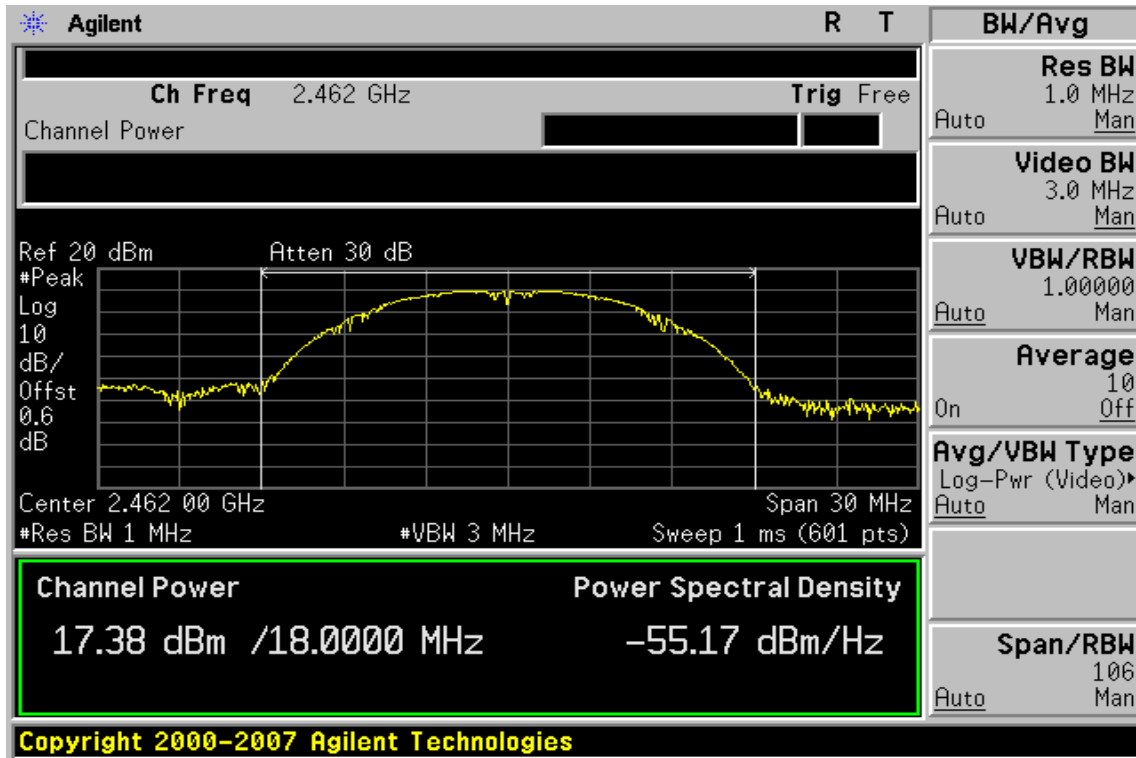 Agilent R T
Ch Freq 2.462 GHz Trig Free
Channel Power
Ref 20 dBm Atten 30 dB
#Peak
Log
10
dB/
Offst
0.6
dB
Center 2.462 00 GHz Span 30 MHz
#Res BW 1 MHz #VBW 3 MHz Sweep 1 ms (601 pts)
Channel Power Power Spectral Density
17.38 dBm /18.0000 MHz -55.17 dBm/Hz
Copyright 2000-2007 Agilent Technologies
BW/Avg
Res BW
1.0 MHz
Auto Man
Video BW
3.0 MHz
Auto Man
VBW/RBW
1.00000
Auto Man
Average
10
On Off
Avg/VBW Type
Log-Pwr (Video)▸
Auto Man
Span/RBW
106
Auto Man